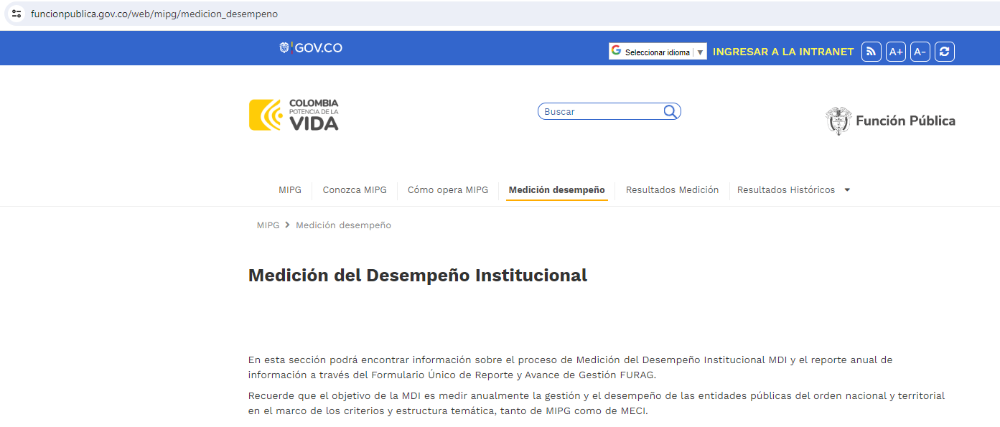 funcionpublica.gov.co/web/mipg/medicion_desempeno
GOV.CO
Seleccionar idioma ▼
INGRESAR A LA INTRANET
A+
A-
COLOMBIA
POTENCIA DE LA
VIDA
Buscar
Función Pública
MIPG
Conozca MIPG
Cómo opera MIPG
Medición desempeño
Resultados Medición
Resultados Históricos
MIPG > Medición desempeño
Medición del Desempeño Institucional
En esta sección podrá encontrar información sobre el proceso de Medición del Desempeño Institucional MDI y el reporte anual de
información a través del Formulario Único de Reporte y Avance de Gestión FURAG.
Recuerde que el objetivo de la MDI es medir anualmente la gestión y el desempeño de las entidades públicas del orden nacional y territorial
en el marco de los criterios y estructura temática, tanto de MIPG como de MECI.